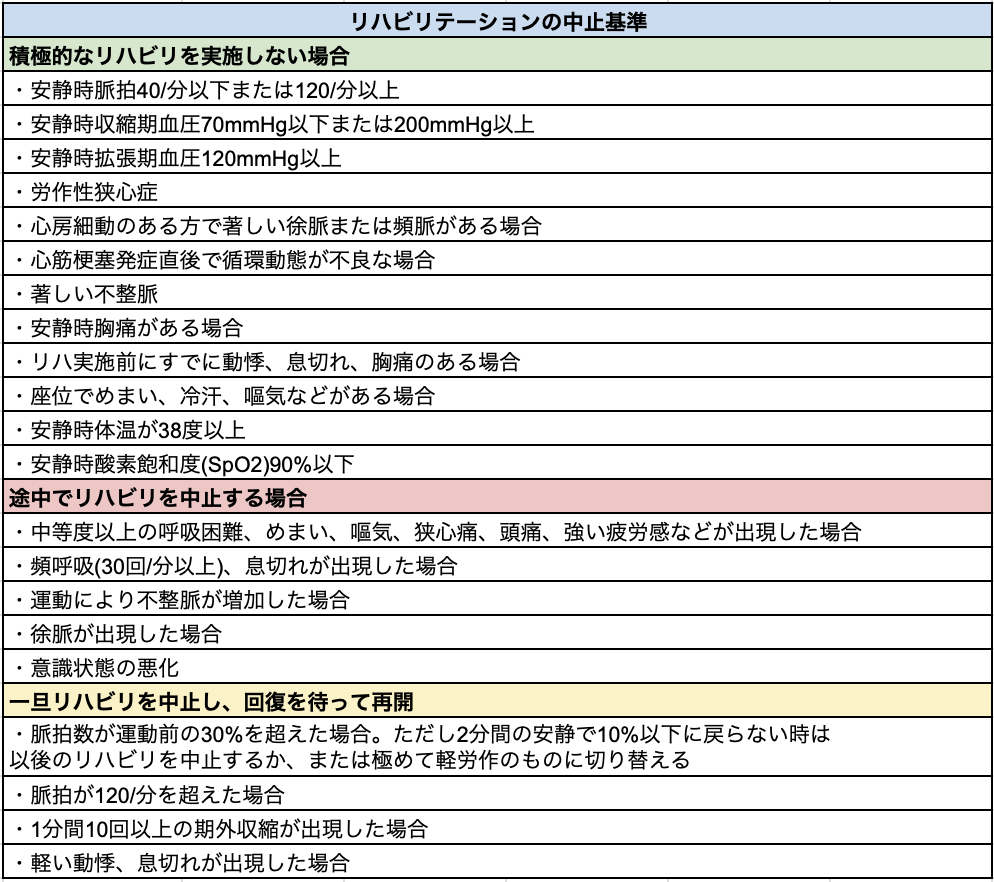 リハビリテーションの中止基準
積極的なリハビリを実施しない場合
・安静時脈拍40/分以下または120/分以上
・安静時収縮期血圧70mmHg以下または200mmHg以上
・安静時拡張期血圧120mmHg以上
・労作性狭心症
・心房細動のある方で著しい徐脈または頻脈がある場合
・心筋梗塞発症直後で循環動態が不良な場合
・著しい不整脈
・安静時胸痛がある場合
・リハ実施前にすでに動悸、息切れ、胸痛のある場合
・座位でめまい、冷汗、嘔気などがある場合
・安静時体温が38度以上
・安静時酸素飽和度(SpO2)90%以下
途中でリハビリを中止する場合
・中等度以上の呼吸困難、めまい、嘔気、狭心痛、頭痛、強い疲労感などが出現した場合
・頻呼吸(30回/分以上)、息切れが出現した場合
・運動により不整脈が増加した場合
・徐脈が出現した場合
・意識状態の悪化
一旦リハビリを中止し、回復を待って再開
・脈拍数が運動前の30%を超えた場合。ただし2分間の安静で10%以下に戻らない時は
以後のリハビリを中止するか、または極めて軽労作のものに切り替える
・脈拍が120/分を超えた場合
・1分間10回以上の期外収縮が出現した場合
・軽い動悸、息切れが出現した場合